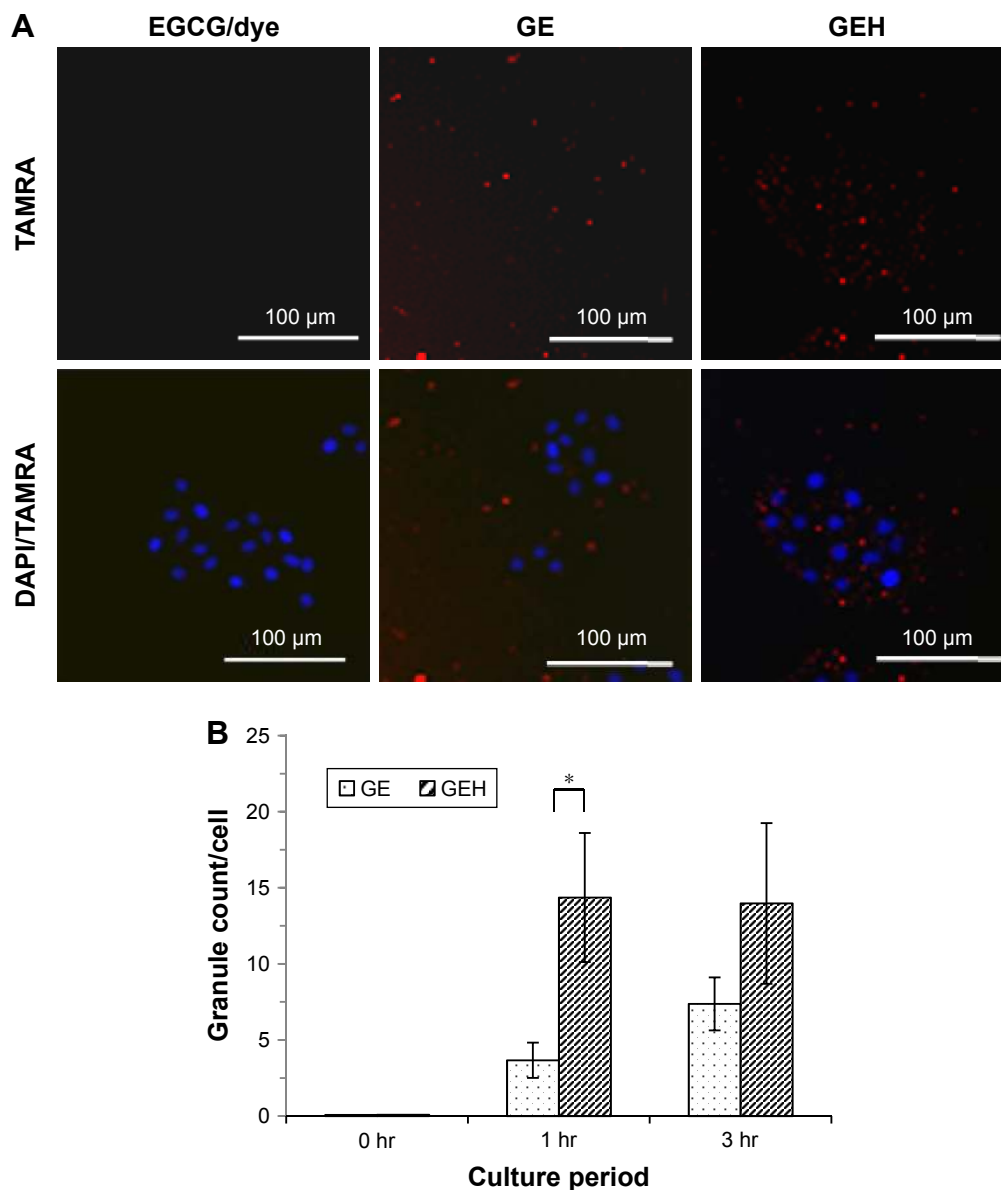 A
EGCG/dye GE GEH
TAMRA
100 µm 100 µm 100 µm
DAPI/TAMRA
100 µm 100 µm 100 µm
B
25
20
15
10
5
0
Granule count/cell
GE GEH
*
0 hr 1 hr 3 hr
Culture period